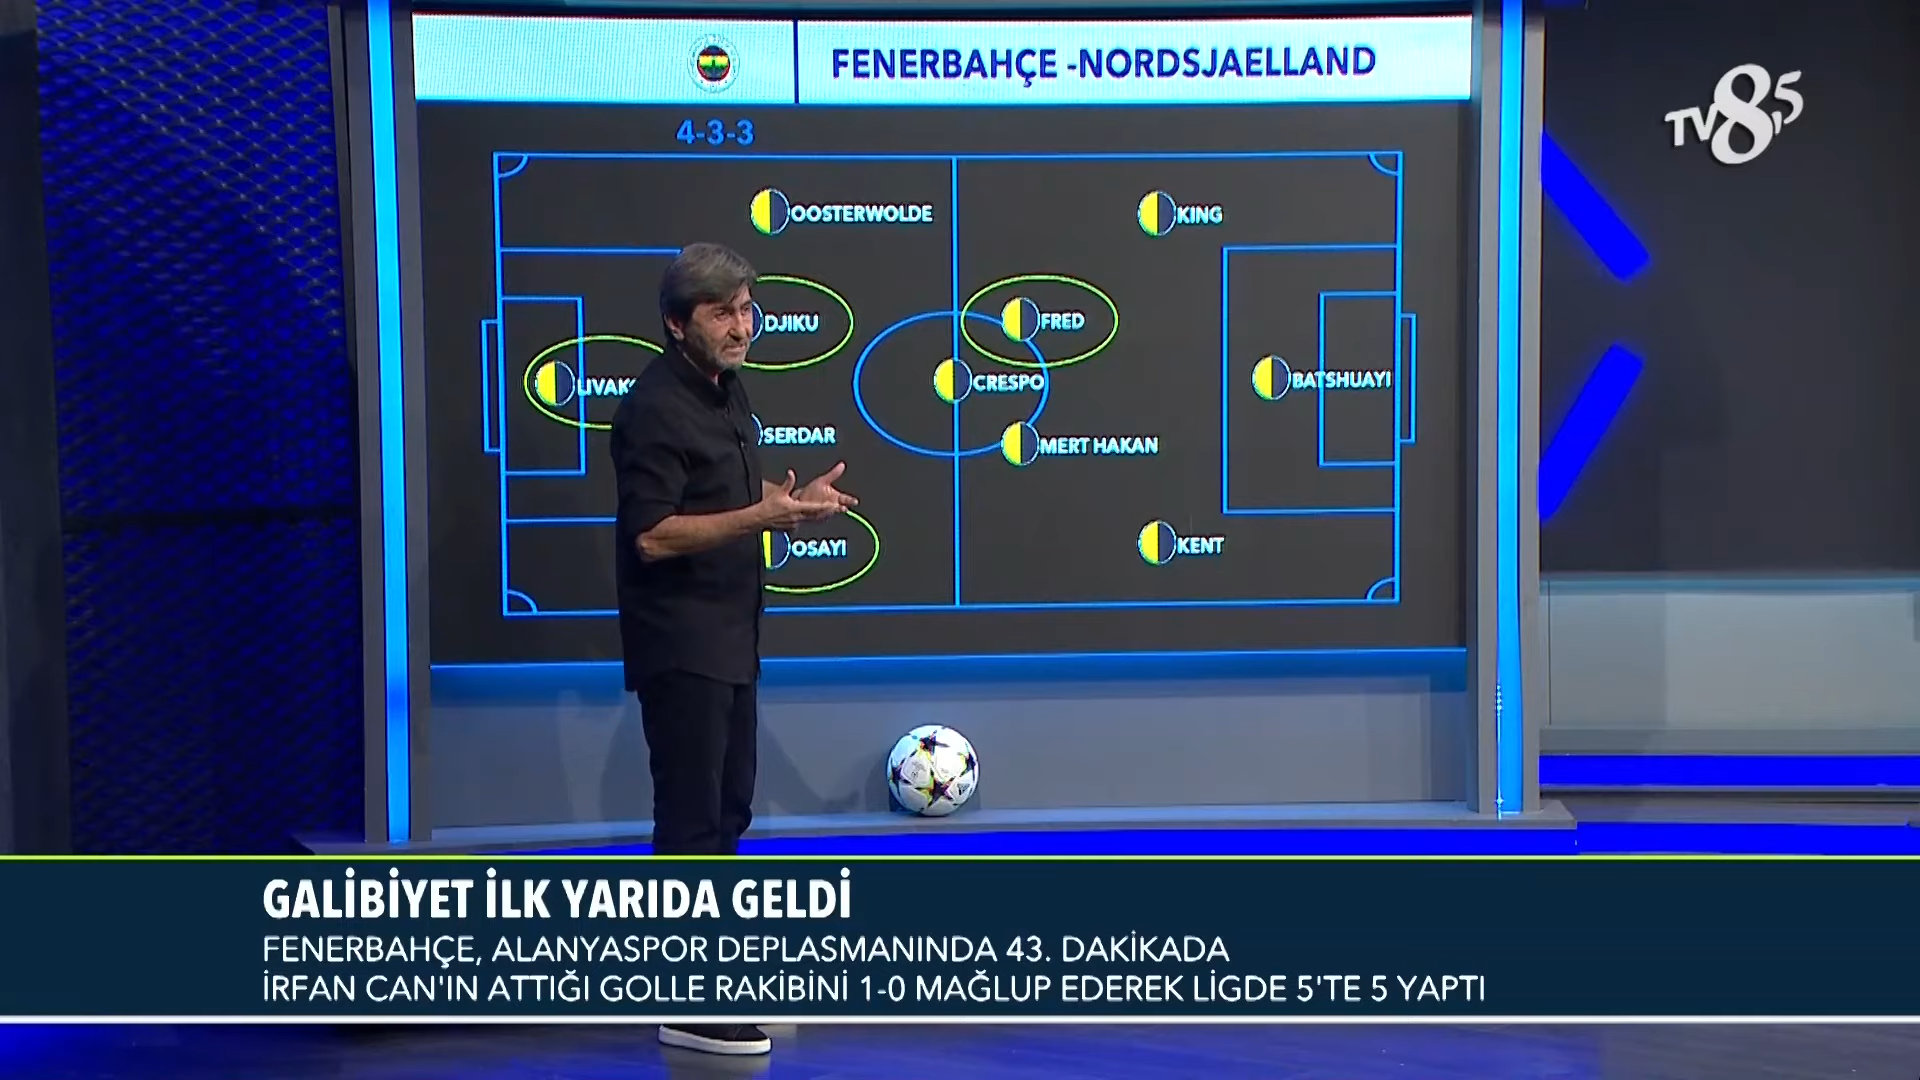 FENERBAHÇE -NORDSJAELLAND
TV8,5
4-3-3
OOSTERWOLDE
KING
DJIKU
FRED
CRESPO
BATSHUAYI
SERDAR
MERT HAKAN
OSAYI
KENT
GALİBİYET İLK YARIDA GELDİ
FENERBAHÇE, ALANYASPOR DEPLASMANINDA 43. DAKİKADA
İRFAN CAN'IN ATTIĞI GOLLE RAKİBİNİ 1-0 MAĞLUP EDEREK LİGDE 5'TE 5 YAPTI